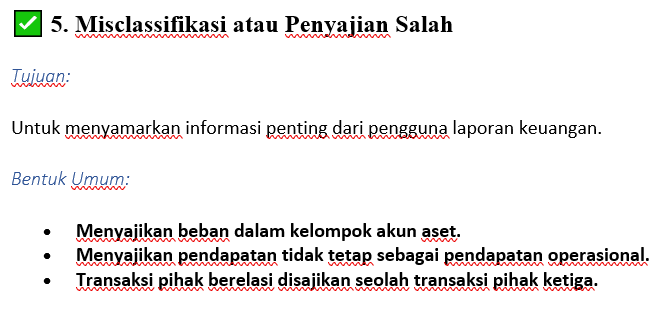 ✅ 5. Misclassifikasi atau Penyajian Salah
Tujuan:
Untuk menyamarkan informasi penting dari pengguna laporan keuangan.
Bentuk Umum:
• Menyajikan beban dalam kelompok akun aset.
• Menyajikan pendapatan tidak tetap sebagai pendapatan operasional.
• Transaksi pihak berelasi disajikan seolah transaksi pihak ketiga.